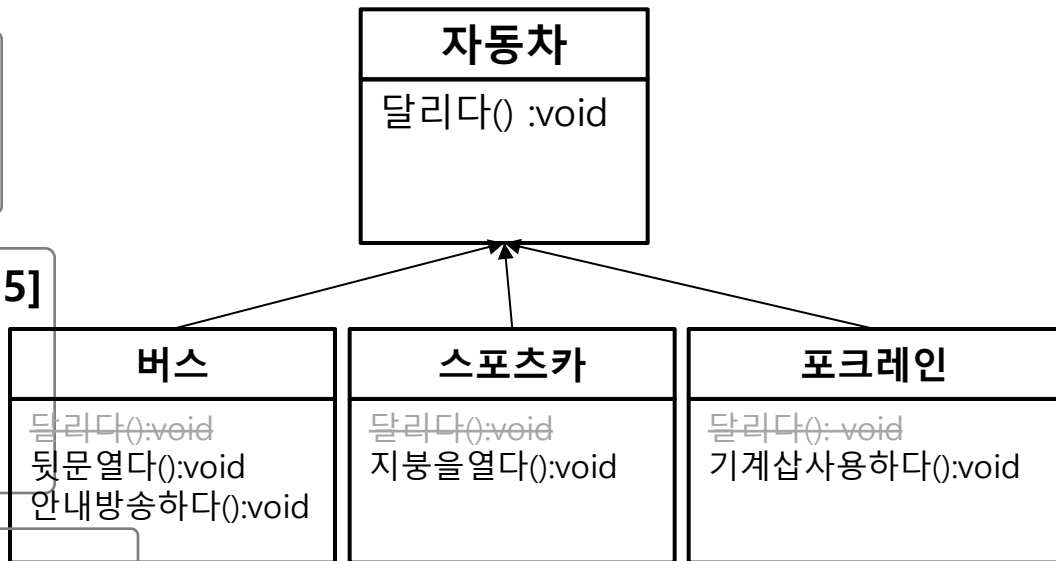 자동차
달리다() :void
5]
버스
달리다():void
뒷문열다():void
안내방송하다():void
스포츠카
달리다():void
지붕을열다():void
포크레인
달리다(): void
기계삽사용하다():void